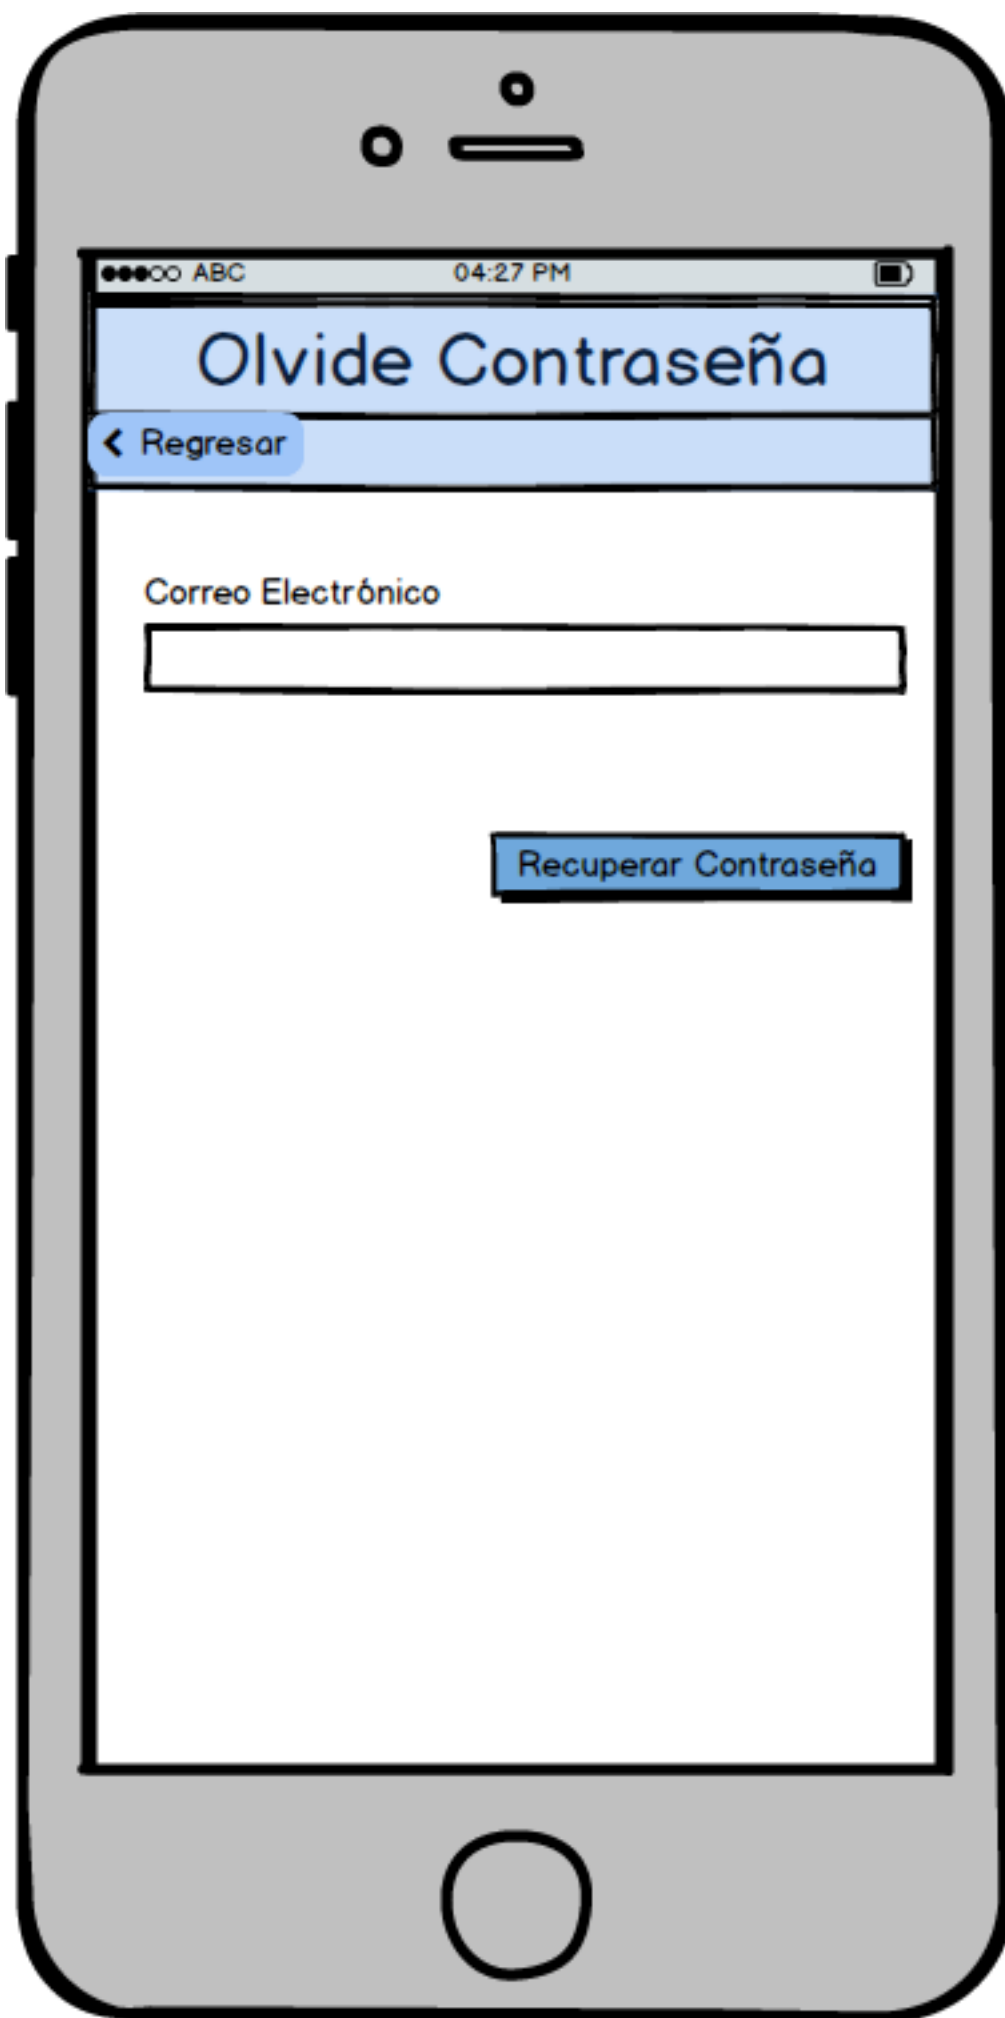 ABC 04:27 PM
Olvide Contraseña
Regresar
Correo Electrónico
Recuperar Contraseña